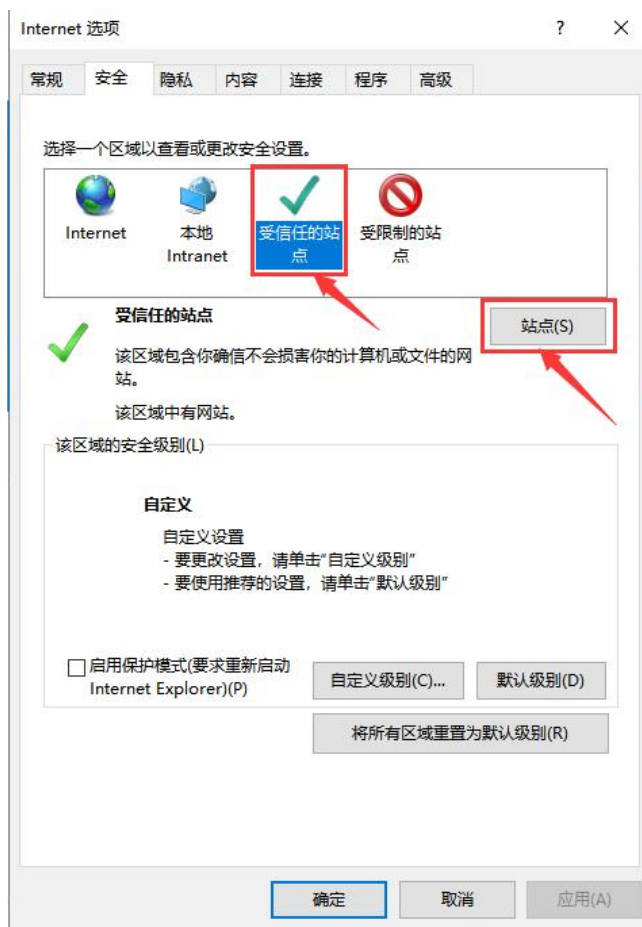 Internet 选项
? ×
常规 安全 隐私 内容 连接 程序 高级
选择一个区域以查看或更改安全设置。
Internet
本地
Intranet
受信任的站
点
受限制的站
点
受信任的站点
站点(S)
该区域包含你确信不会损害你的计算机或文件的网
站。
该区域中有网站。
该区域的安全级别(L)
自定义
自定义设置
- 要更改设置，请单击"自定义级别"
- 要使用推荐的设置，请单击"默认级别"
启用保护模式(要求重新启动
Internet Explorer)(P)
自定义级别(C)...
默认级别(D)
将所有区域重置为默认级别(R)
确定 取消 应用(A)